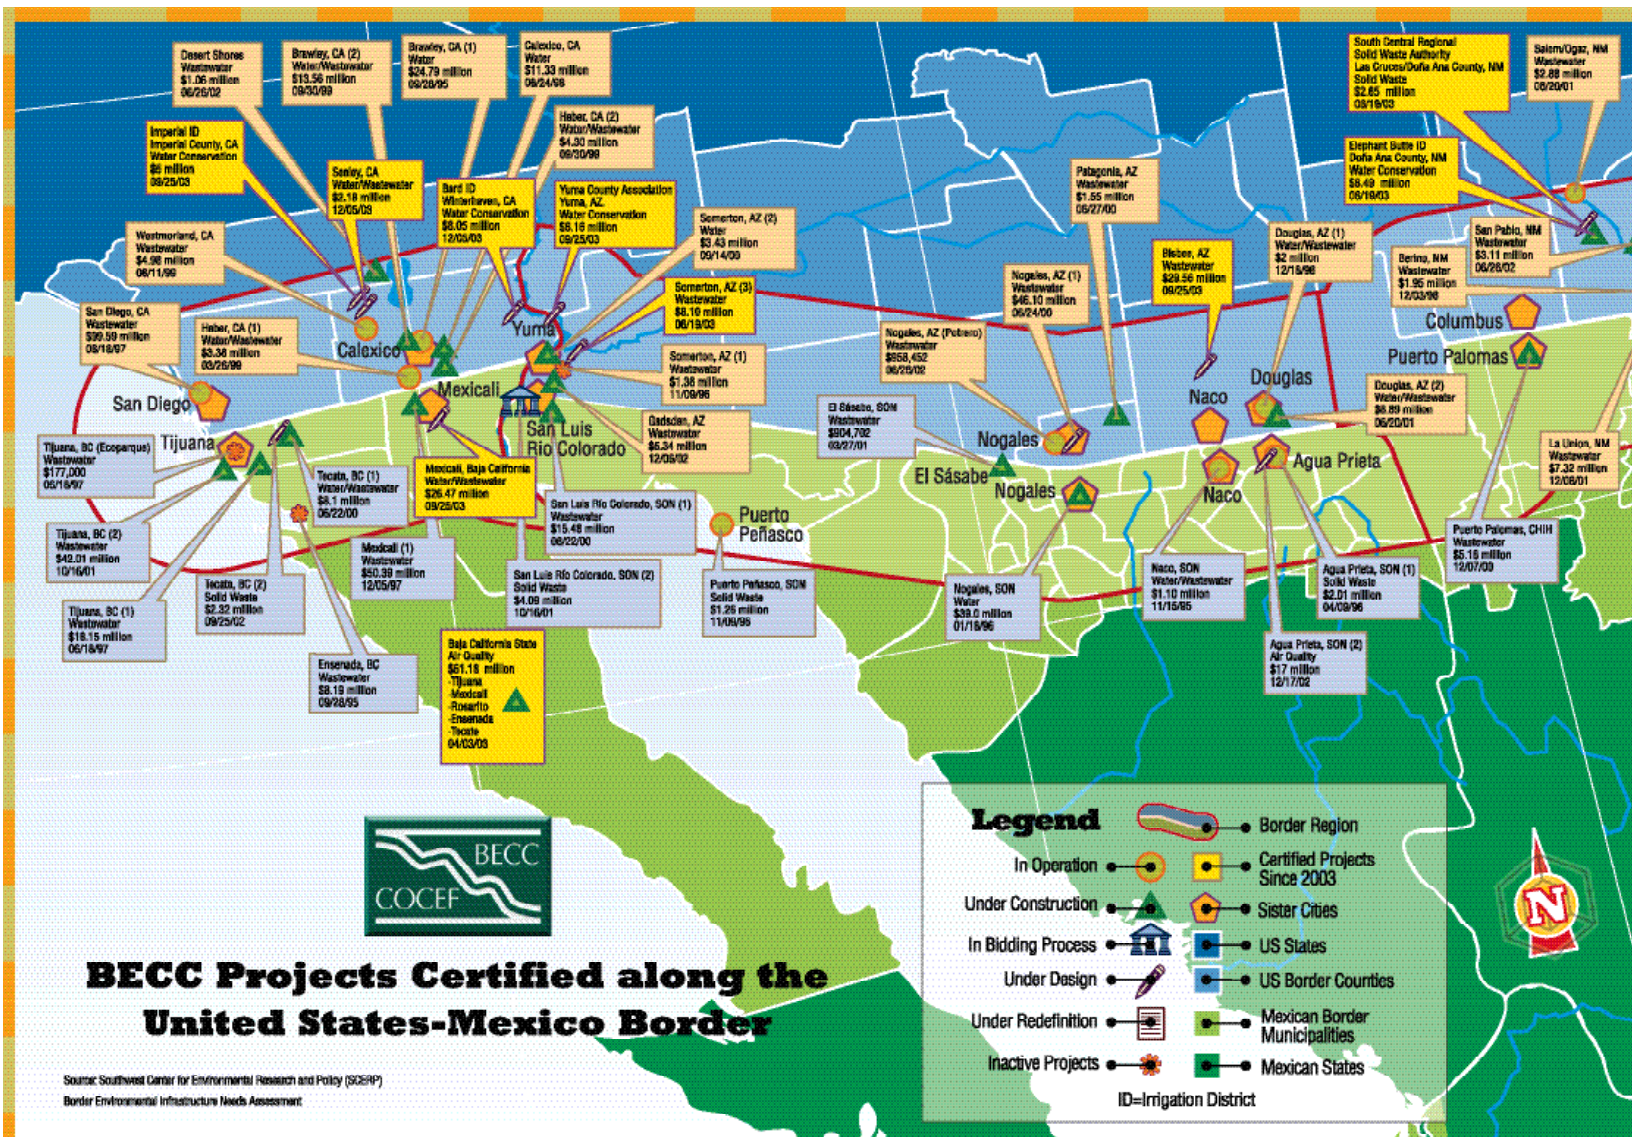 Desert Shores
Wastewater
$1.06 million
06/26/02
Brawley, CA (2)
Water/Wastewater
$13.56 million
09/30/99
Brawley, CA (1)
Water
$24.79 million
09/28/95
Calexico, CA
Water
$11.33 million
06/24/98
Heber, CA (2)
Water/Wastewater
$4.30 million
09/30/99
Imperial ID
Imperial County, CA
Water Conservation
$5 million
09/25/03
Seeley, CA
Water/Wastewater
$2.18 million
12/05/03
Bard ID
Winterhaven, CA
Water Conservation
$8.05 million
12/05/03
Yuma County Association
Yuma, AZ.
Water Conservation
$6.16 million
09/25/03
Somerton, AZ (2)
Water
$3.43 million
09/14/00
Somerton, AZ (3)
Wastewater
$8.10 million
06/19/03
Somerton, AZ (1)
Wastewater
$1.38 million
11/09/96
Gadsden, AZ
Wastewater
$5.34 million
12/06/02
Westmorland, CA
Wastewater
$4.98 million
06/11/99
San Diego, CA
Wastewater
$99.59 million
Heber, CA (1)
Water/Wastewater
$3.38 million
03/26/99
Patagonia, AZ
Wastewater
$1.55 million
06/27/00
Nogales, AZ (1)
$46.10 million
06/24/00
Nogales, AZ (Potrero)
Wastewater
$958,452
06/26/02
Bisbee, AZ
Wastewater
$29.56 million
09/25/03
Douglas, AZ (1)
Water/Wastewater
$2 million
Douglas, AZ (2)
Water/Wastewater
06/20/01
South Central Regional
Solid Waste Authority
Las Cruces/Doña Ana County, NM
Solid Waste
$2.65 million
Salem/Ogaz, NM
Wastewater
$2.88 million
06/20/01
Elephant Butte ID
Doña Ana County, NM
Water Conservation
06/19/03
San Pablo, NM
Wastewater
$3.11 million
06/26/02
Berino, NM
Wastewater
$1.95 million
La Union, NM
Wastewater
$7.32 million
12/08/01
Yuma
Calexico
Mexicali
San Diego
Tijuana
San Luis
Río Colorado
Puerto
Peñasco
Nogales
El Sásabe
Nogales
Naco
Douglas
Naco
Agua Prieta
Columbus
Puerto Palomas
Tijuana, BC (Ecoparque)
Wastewater
$177,000
06/18/97
Tijuana, BC (2)
Wastewater
$42.01 million
10/16/01
Tijuana, BC (1)
Wastewater
$18.15 million
06/18/97
Tecate, BC (1)
Water/Wastewater
$8.1 million
06/22/00
Tecate, BC (2)
Solid Waste
$2.32 million
09/25/02
Ensenada, BC
Wastewater
$8.19 million
09/28/95
Mexicali, Baja California
Water/Wastewater
$26.47 million
09/25/03
Mexicali (1)
Wastewater
$50.39 million
12/05/97
San Luis Río Colorado, SON (1)
Wastewater
$15.48 million
06/22/00
San Luis Río Colorado, SON (2)
Solid Waste
$4.09 million
10/16/01
Puerto Peñasco, SON
Solid Waste
$1.26 million
Baja California State
Air Quality
$61.18 million
-Tijuana
-Mexicali
-Rosarito
-Ensenada
-Tecate
04/03/03
El Sásabe, SON
Wastewater
$904,702
03/27/01
Nogales, SON
Water
$39.0 million
01/18/96
Naco, SON
Water/Wastewater
$1.10 million
Agua Prieta, SON (1)
Solid Waste
$2.01 million
Agua Prieta, SON (2)
Air Quality
$17 million
12/17/02
Puerto Palomas, CHIH
Wastewater
$5.16 million
BECC
COCEF
BECC Projects Certified along the
United States-Mexico Border
Source: Southwest Center for Environmental Research and Policy (SCERP)
Border Environmental Infrastructure Needs Assessment
Legend
Border Region
In Operation
Certified Projects
Since 2003
Under Construction
Sister Cities
In Bidding Process
US States
Under Design
US Border Counties
Under Redefinition
Mexican Border
Municipalities
Inactive Projects
Mexican States
ID=Irrigation District
N